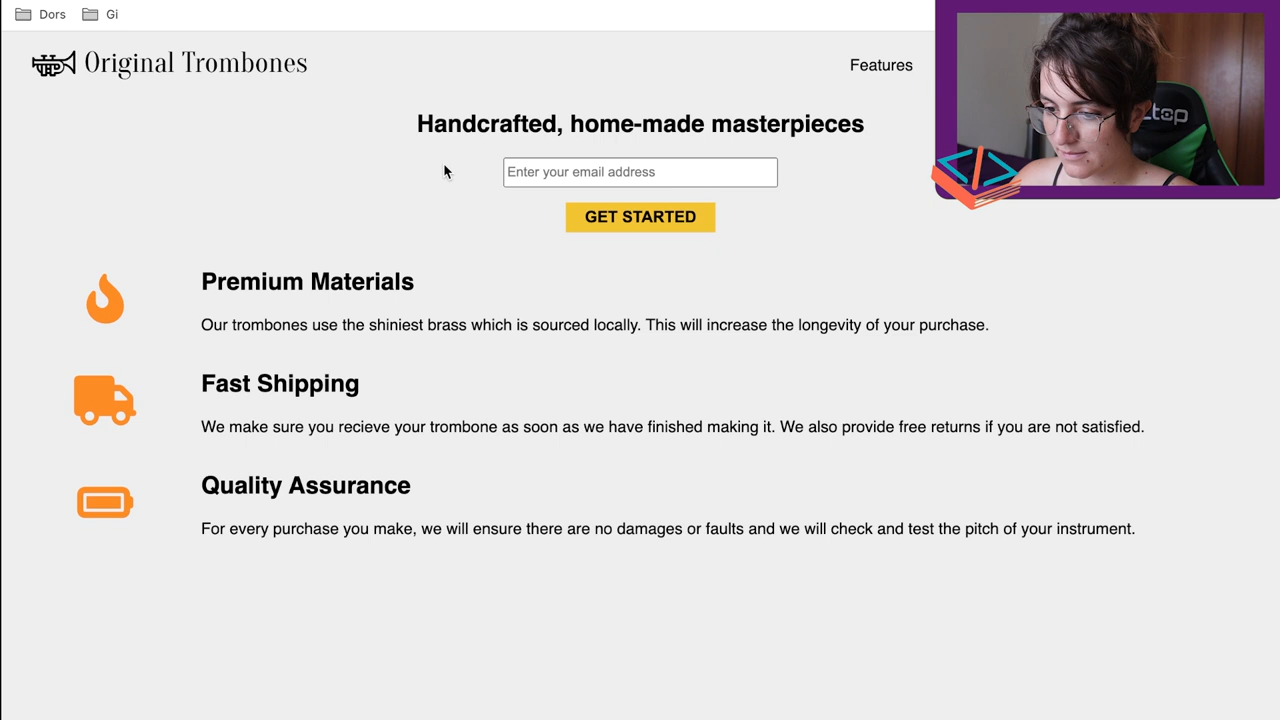 Dors
Gi
Original Trombones
Features
Handcrafted, home-made masterpieces
Enter your email address
GET STARTED
Premium Materials
Our trombones use the shiniest brass which is sourced locally. This will increase the longevity of your purchase.
Fast Shipping
We make sure you recieve your trombone as soon as we have finished making it. We also provide free returns if you are not satisfied.
Quality Assurance
For every purchase you make, we will ensure there are no damages or faults and we will check and test the pitch of your instrument.